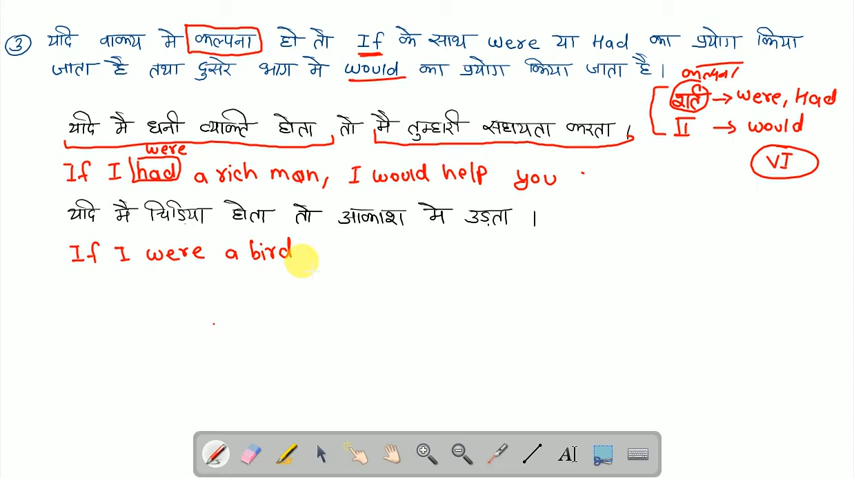 ③ यदि वाक्य मे कल्पना हो तो If के साथ were या Had का प्रयोग किया
जाता है तथा दुसरे भाग मे would का प्रयोग किया जाता है।
कल्पना
शर्त → were, Had
II → would
VI
यदि मै धनी व्यक्ति होता तो मै तुम्हारी सहायता करता।
were
If I had a rich man, I would help you.
यदि मै चिड़िया होता तो आकाश मे उड़ता।
If I were a bird